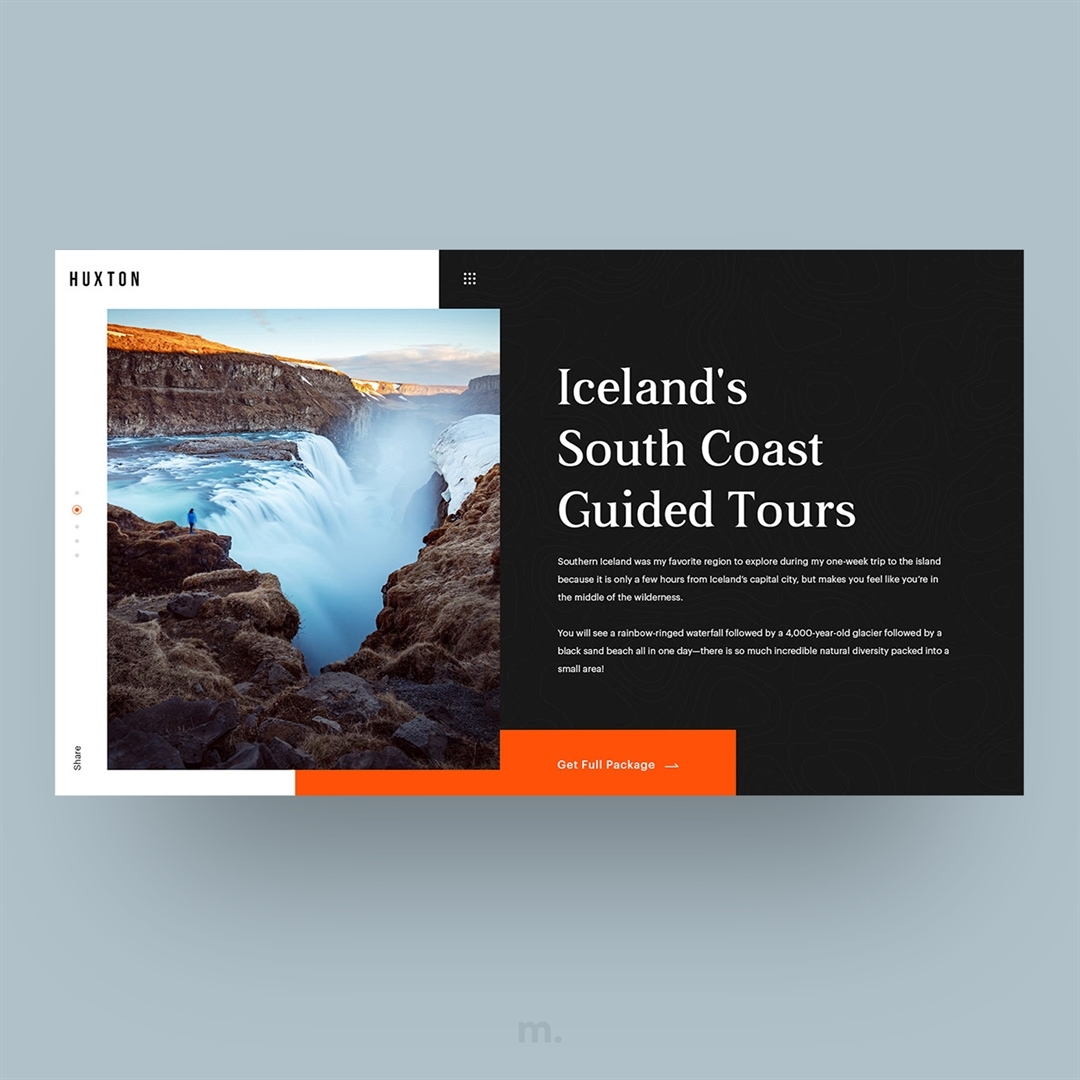 HUXTON
Iceland's
South Coast
Guided Tours
Southern Iceland was my favorite region to explore during my one-week trip to the island
because it is only a few hours from Iceland's capital city, but makes you feel like you're in
the middle of the wilderness.
You will see a rainbow-ringed waterfall followed by a 4,000-year-old glacier followed by a
black sand beach all in one day—there is so much incredible natural diversity packed into a
small area!
Share
Get Full Package
m.